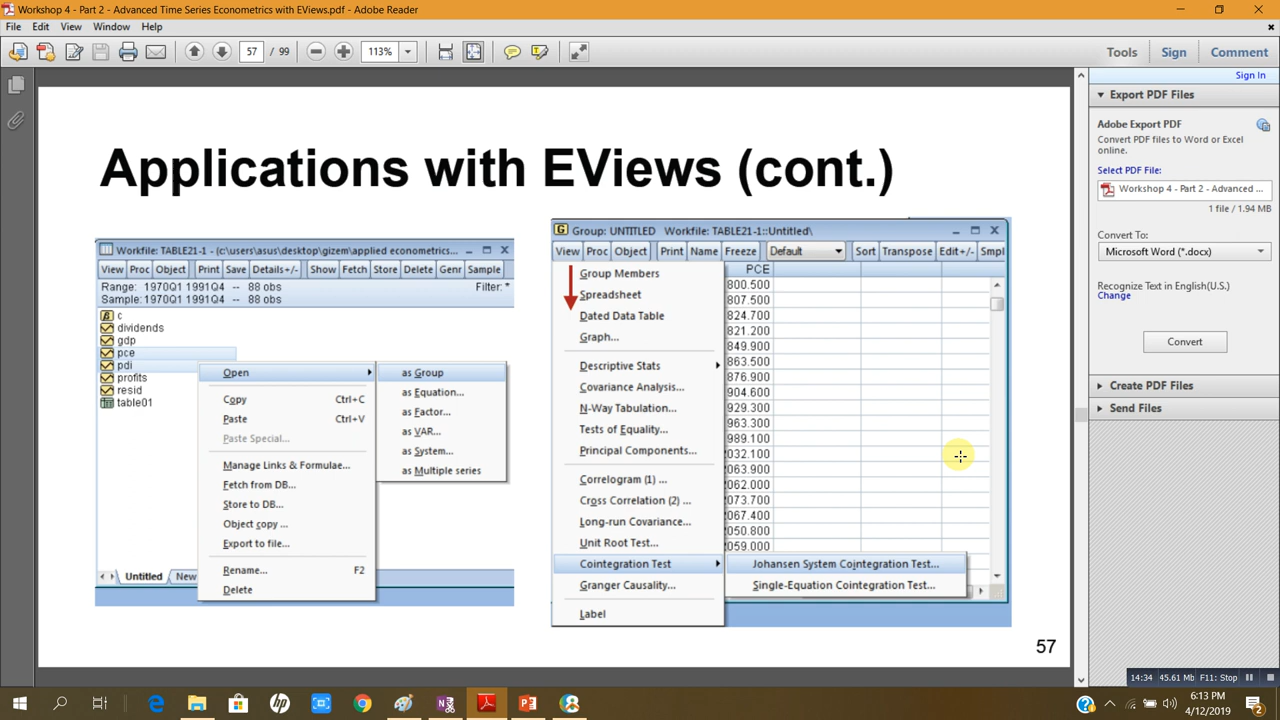 Workshop 4 - Part 2 - Advanced Time Series Econometrics with EViews.pdf - Adobe Reader
File Edit View Window Help
57 / 99 113% Tools Sign Comment
Sign In
Export PDF Files
Adobe Export PDF
Convert PDF files to Word or Excel
online.
Select PDF File:
Workshop 4 - Part 2 - Advanced ...
1 file / 1.94 MB
Convert To:
Microsoft Word (*.docx)
Recognize Text in English(U.S.)
Change
Convert
Create PDF Files
Send Files
Applications with EViews (cont.)
Workfile: TABLE21-1 - (c:\users\asus\desktop\gizem\applied econometrics...
View Proc Object Print Save Details+/- Show Fetch Store Delete Genr Sample
Range: 1970Q1 1991Q4 -- 88 obs Filter: *
Sample: 1970Q1 1991Q4 -- 88 obs
c
dividends
gdp
pce
pdi
profits
resid
table01
Untitled New
Open
Copy Ctrl+C
Paste Ctrl+V
Paste Special...
Manage Links & Formulae...
Fetch from DB...
Store to DB...
Object copy ...
Export to file...
Rename... F2
Delete
as Group
as Equation...
as Factor...
as VAR...
as System...
as Multiple series
Group: UNTITLED Workfile: TABLE21-1::Untitled\
View Proc Object Print Name Freeze Default Sort Transpose Edit+/- Smpl
PCE
Group Members
Spreadsheet
Dated Data Table
Graph...
Descriptive Stats
Covariance Analysis...
N-Way Tabulation...
Tests of Equality...
Principal Components...
Correlogram (1) ...
Cross Correlation (2) ...
Long-run Covariance...
Unit Root Test...
Cointegration Test
Granger Causality...
Label
800.500
807.500
824.700
821.200
849.900
863.500
876.900
904.600
929.300
963.300
989.100
2032.100
2063.900
2062.000
2073.700
2067.400
2050.800
2059.000
Johansen System Cointegration Test...
Single-Equation Cointegration Test...
57
14:34 45.61 Mb F11: Stop
6:13 PM
4/12/2019
2